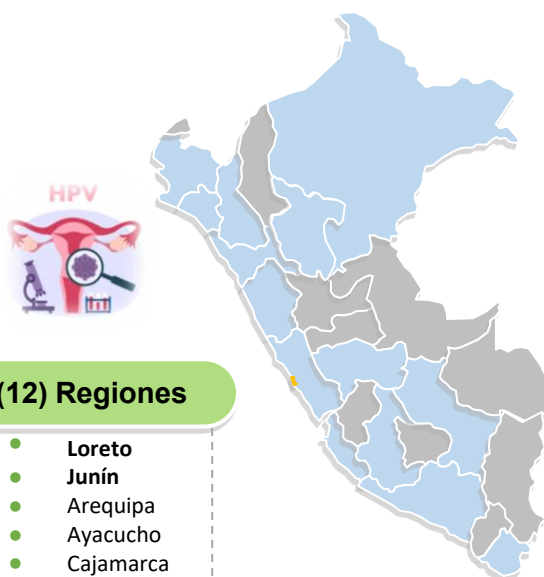 HPV
(12) Regiones
Loreto
Junín
Arequipa
Ayacucho
Cajamarca